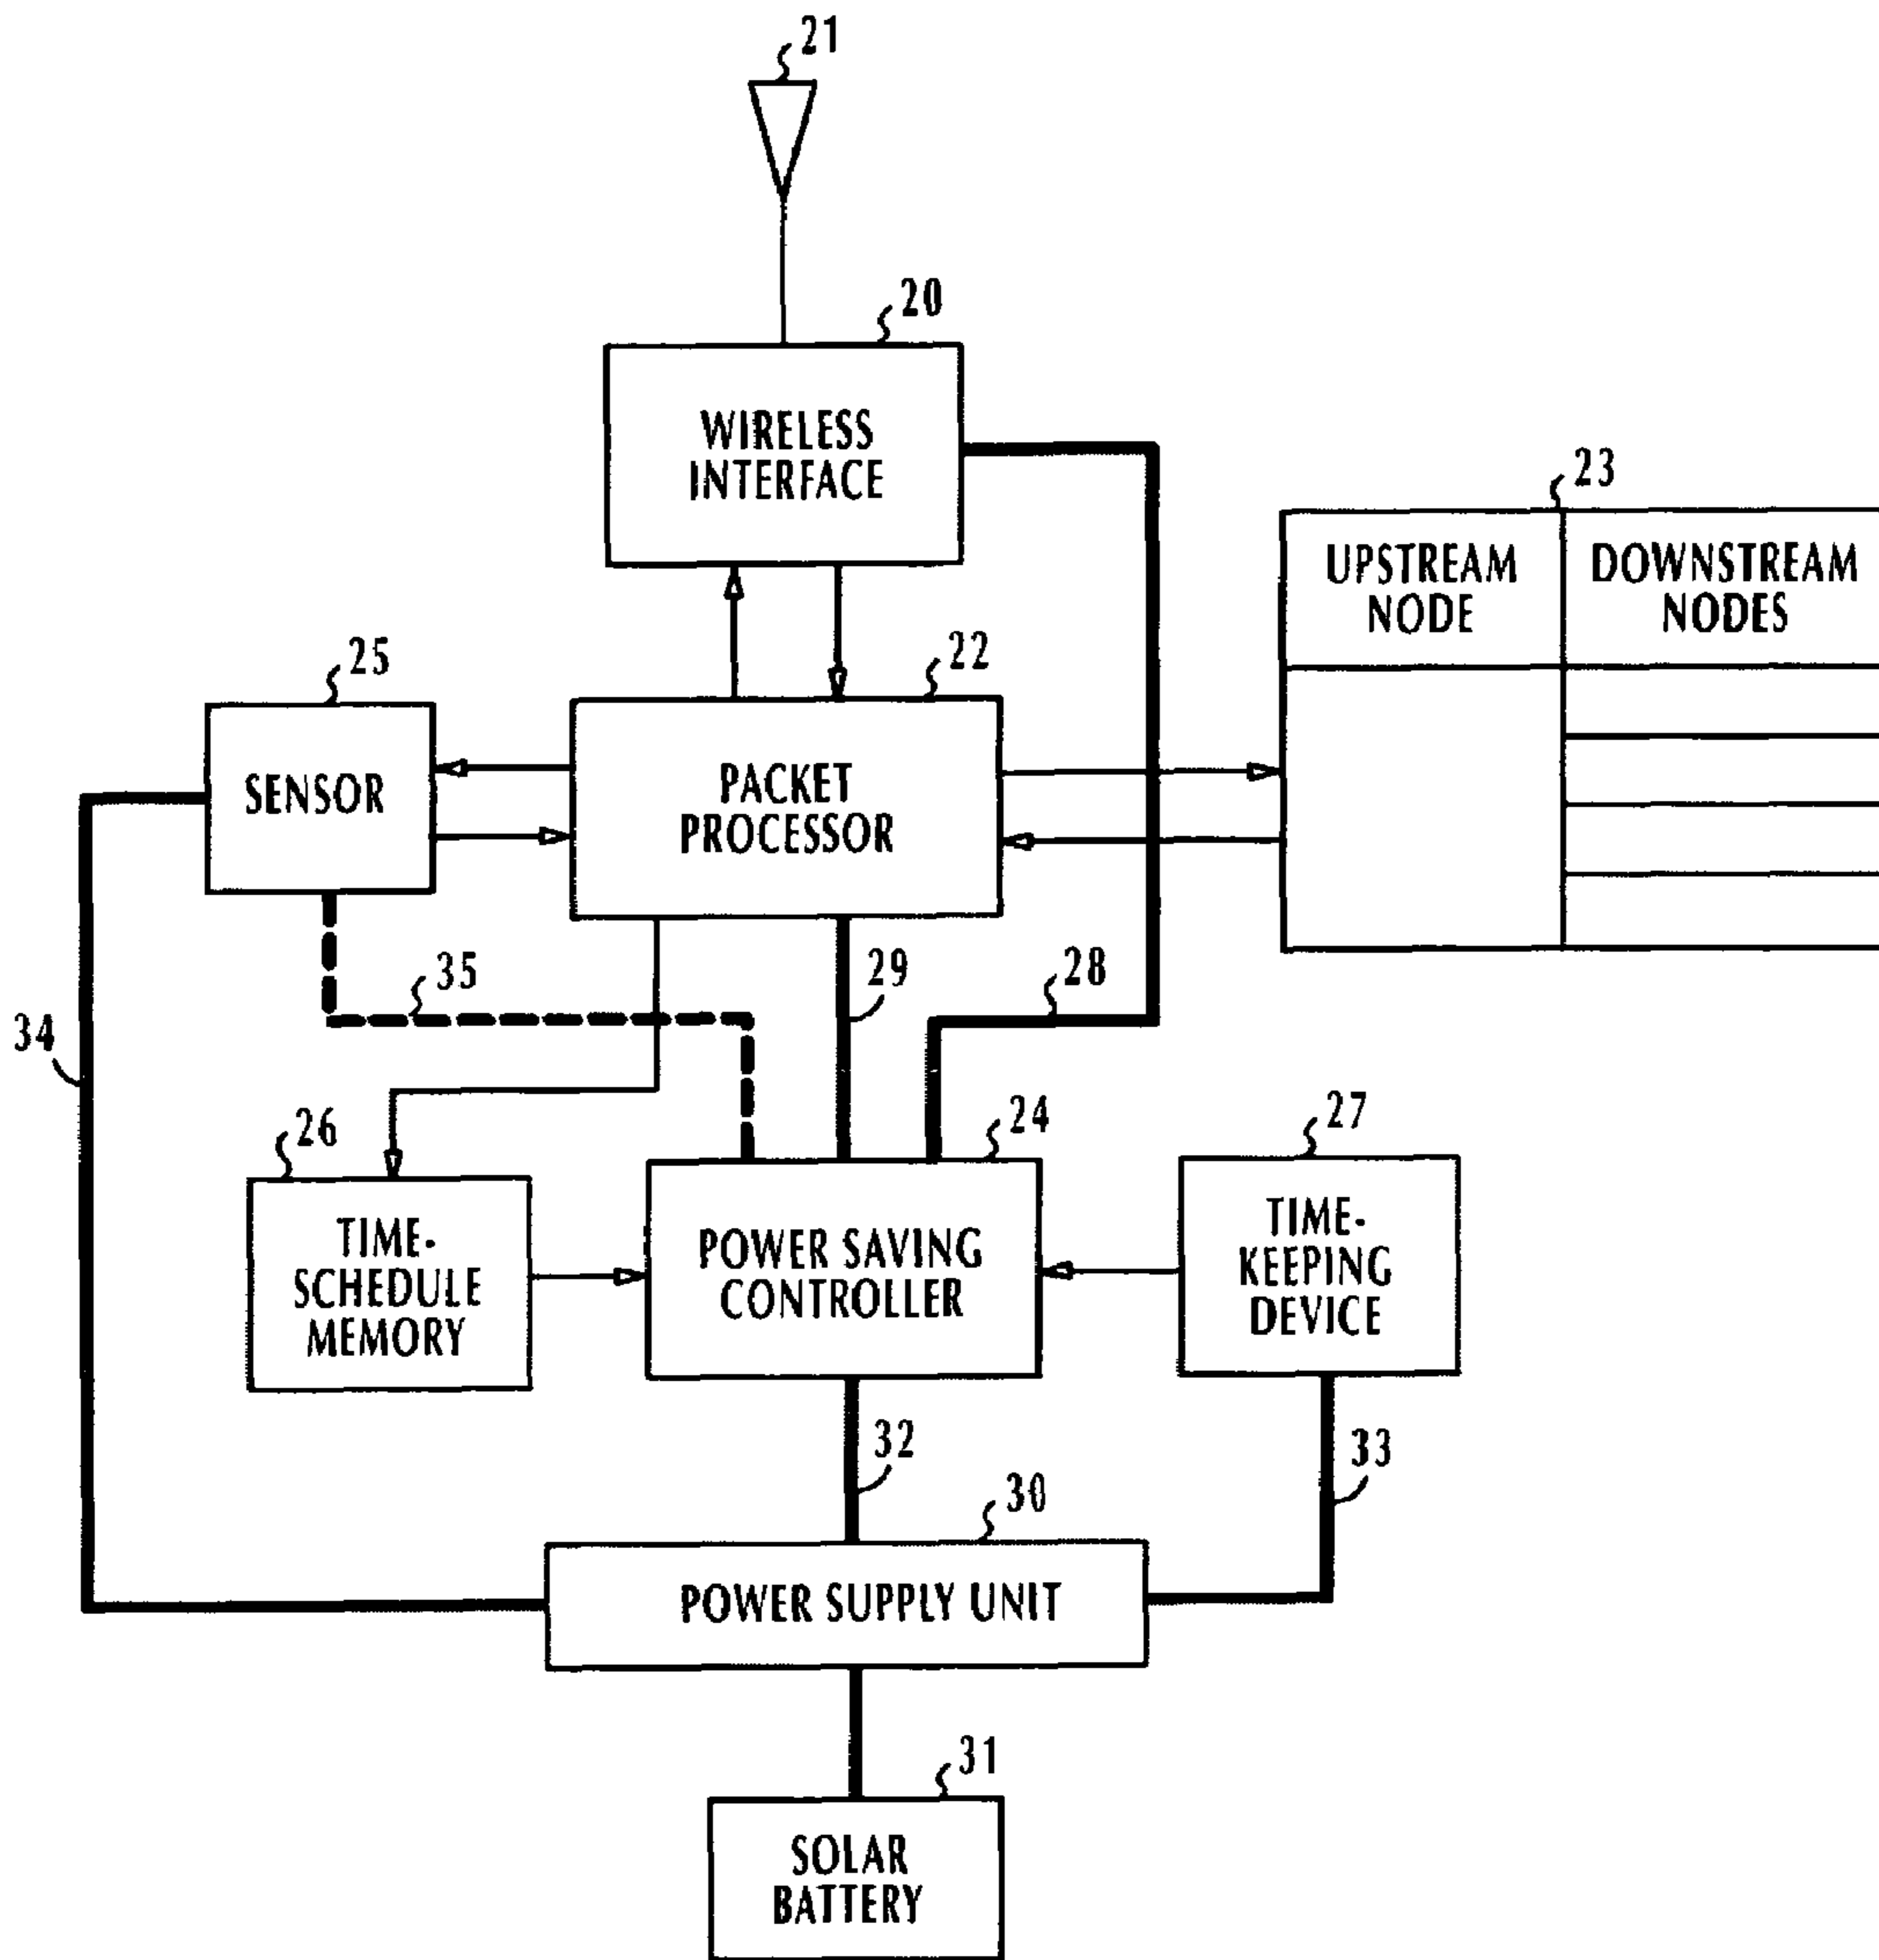 21
20
WIRELESS
INTERFACE
23
UPSTREAM
NODE
DOWNSTREAM
NODES
25
SENSOR
22
PACKET
PROCESSOR
35
29
28
34
26
TIME-
SCHEDULE
MEMORY
24
POWER SAVING
CONTROLLER
27
TIME-
KEEPING
DEVICE
32
33
30
POWER SUPPLY UNIT
31
SOLAR
BATTERY